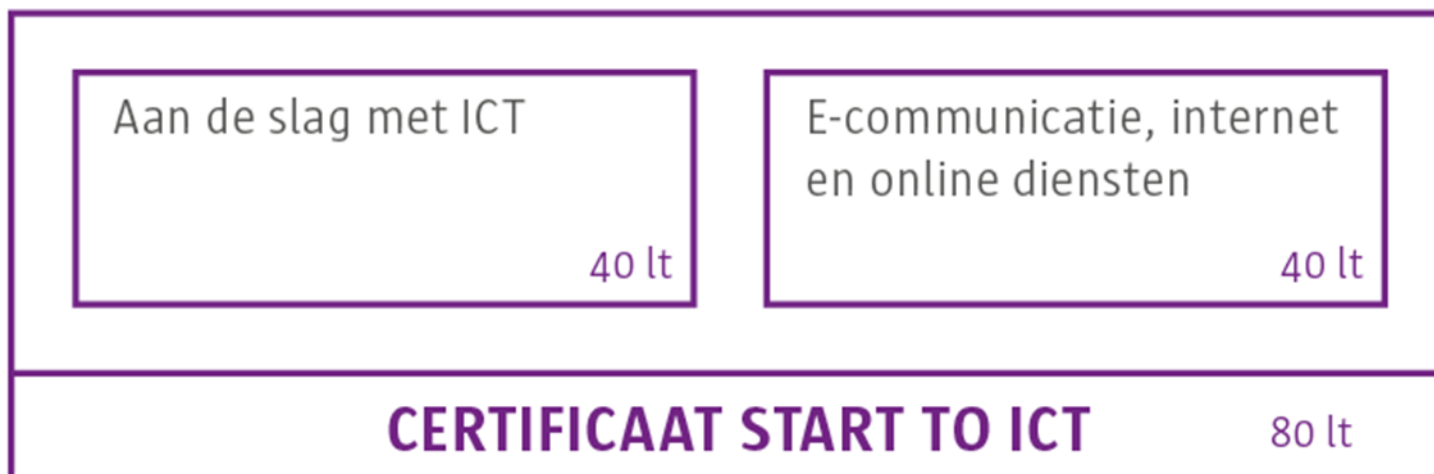 Aan de slag met ICT
40 lt
E-communicatie, internet
en online diensten
40 lt
CERTIFICAAT START TO ICT 80 lt